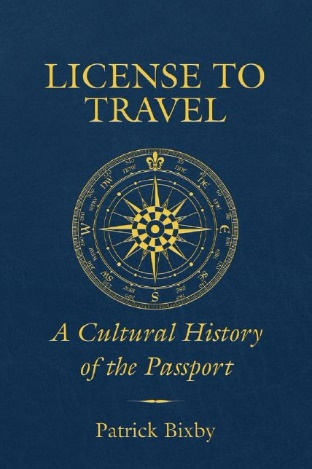 LICENSE TO
TRAVEL
W E
S
A Cultural History
of the Passport
Patrick Bixby